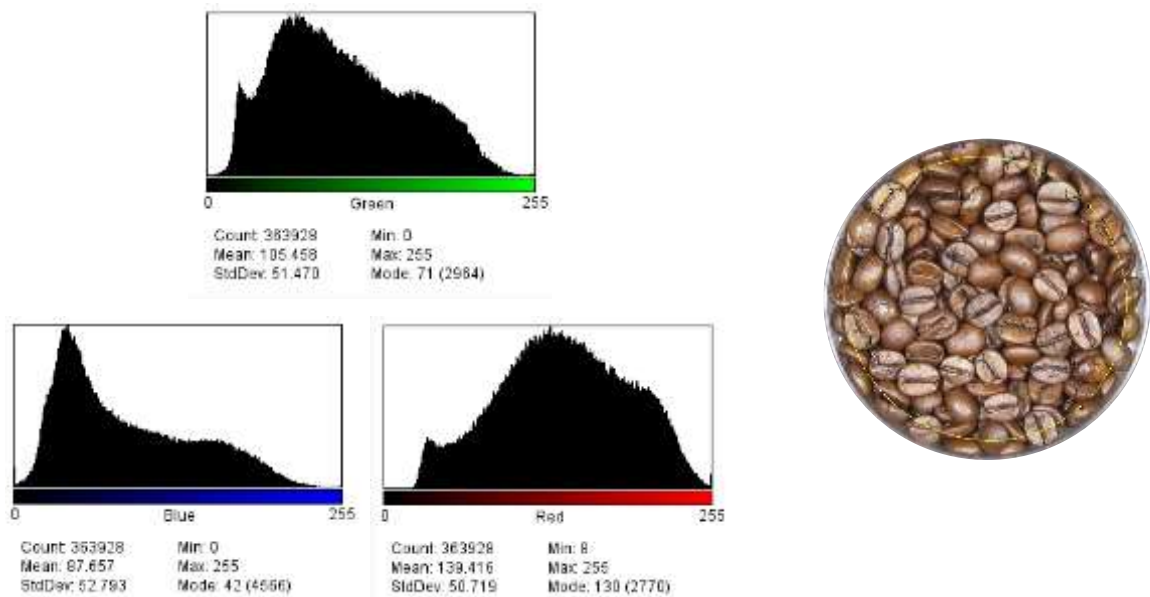 0 255
Green
Count: 363928 Min: 0
Mean: 105.458 Max: 255
StdDev: 51.470 Mode: 71 (2964)
0 255
Blue
Count: 363928 Min: 0
Mean: 87.657 Max: 255
StdDev: 52.793 Mode: 42 (4566)
0 255
Red
Count: 363928 Min: 8
Mean: 139.416 Max: 255
StdDev: 50.719 Mode: 130 (2770)